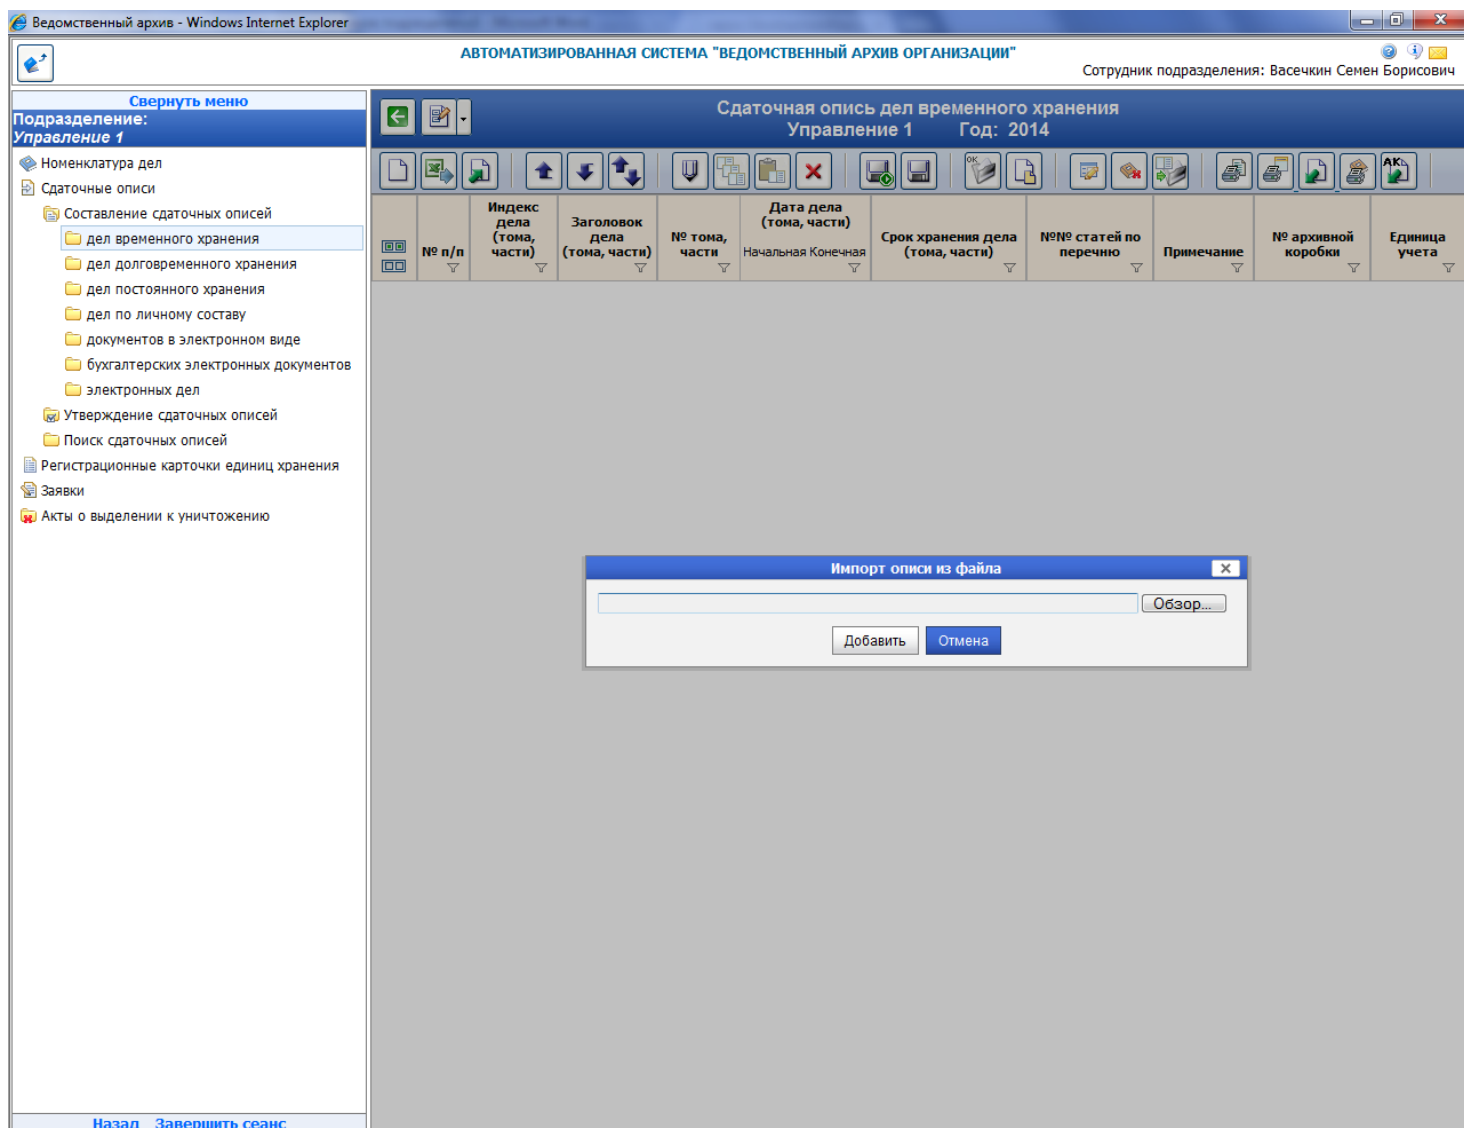 Ведомственный архив - Windows Internet Explorer
АВТОМАТИЗИРОВАННАЯ СИСТЕМА "ВЕДОМСТВЕННЫЙ АРХИВ ОРГАНИЗАЦИИ"
Сотрудник подразделения: Васечкин Семен Борисович
Свернуть меню
Подразделение:
Управление 1
Номенклатура дел
Сдаточные описи
Составление сдаточных описей
дел временного хранения
дел долговременного хранения
дел постоянного хранения
дел по личному составу
документов в электронном виде
бухгалтерских электронных документов
электронных дел
Утверждение сдаточных описей
Поиск сдаточных описей
Регистрационные карточки единиц хранения
Заявки
Акты о выделении к уничтожению
Назад Завершить сеанс
Сдаточная опись дел временного хранения
Управление 1 Год: 2014
OK
АК
№ п/п
Индекс
дела
(тома,
части)
Заголовок
дела
(тома, части)
№ тома,
части
Дата дела
(тома, части)
Начальная Конечная
Срок хранения дела
(тома, части)
№№ статей по
перечню
Примечание
№ архивной
коробки
Единица
учета
Импорт описи из файла
Обзор...
Добавить
Отмена